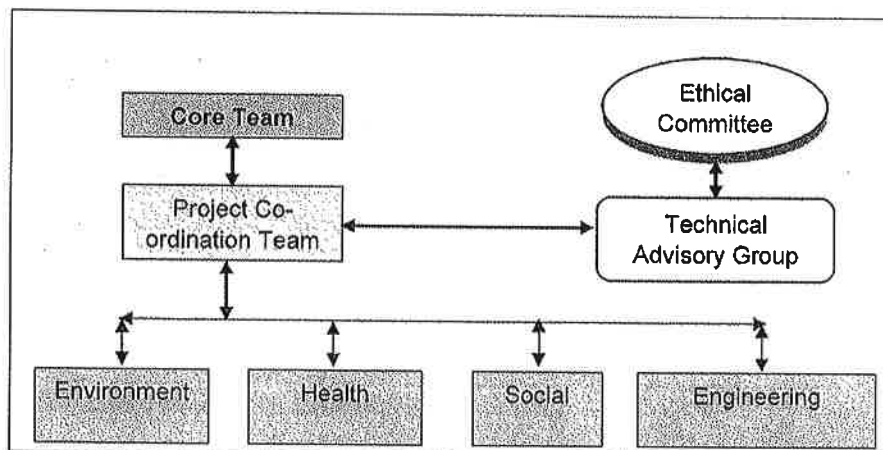 Core Team
Ethical
Committee
Project Co-
ordination Team
Technical
Advisory Group
Environment
Health
Social
Engineering